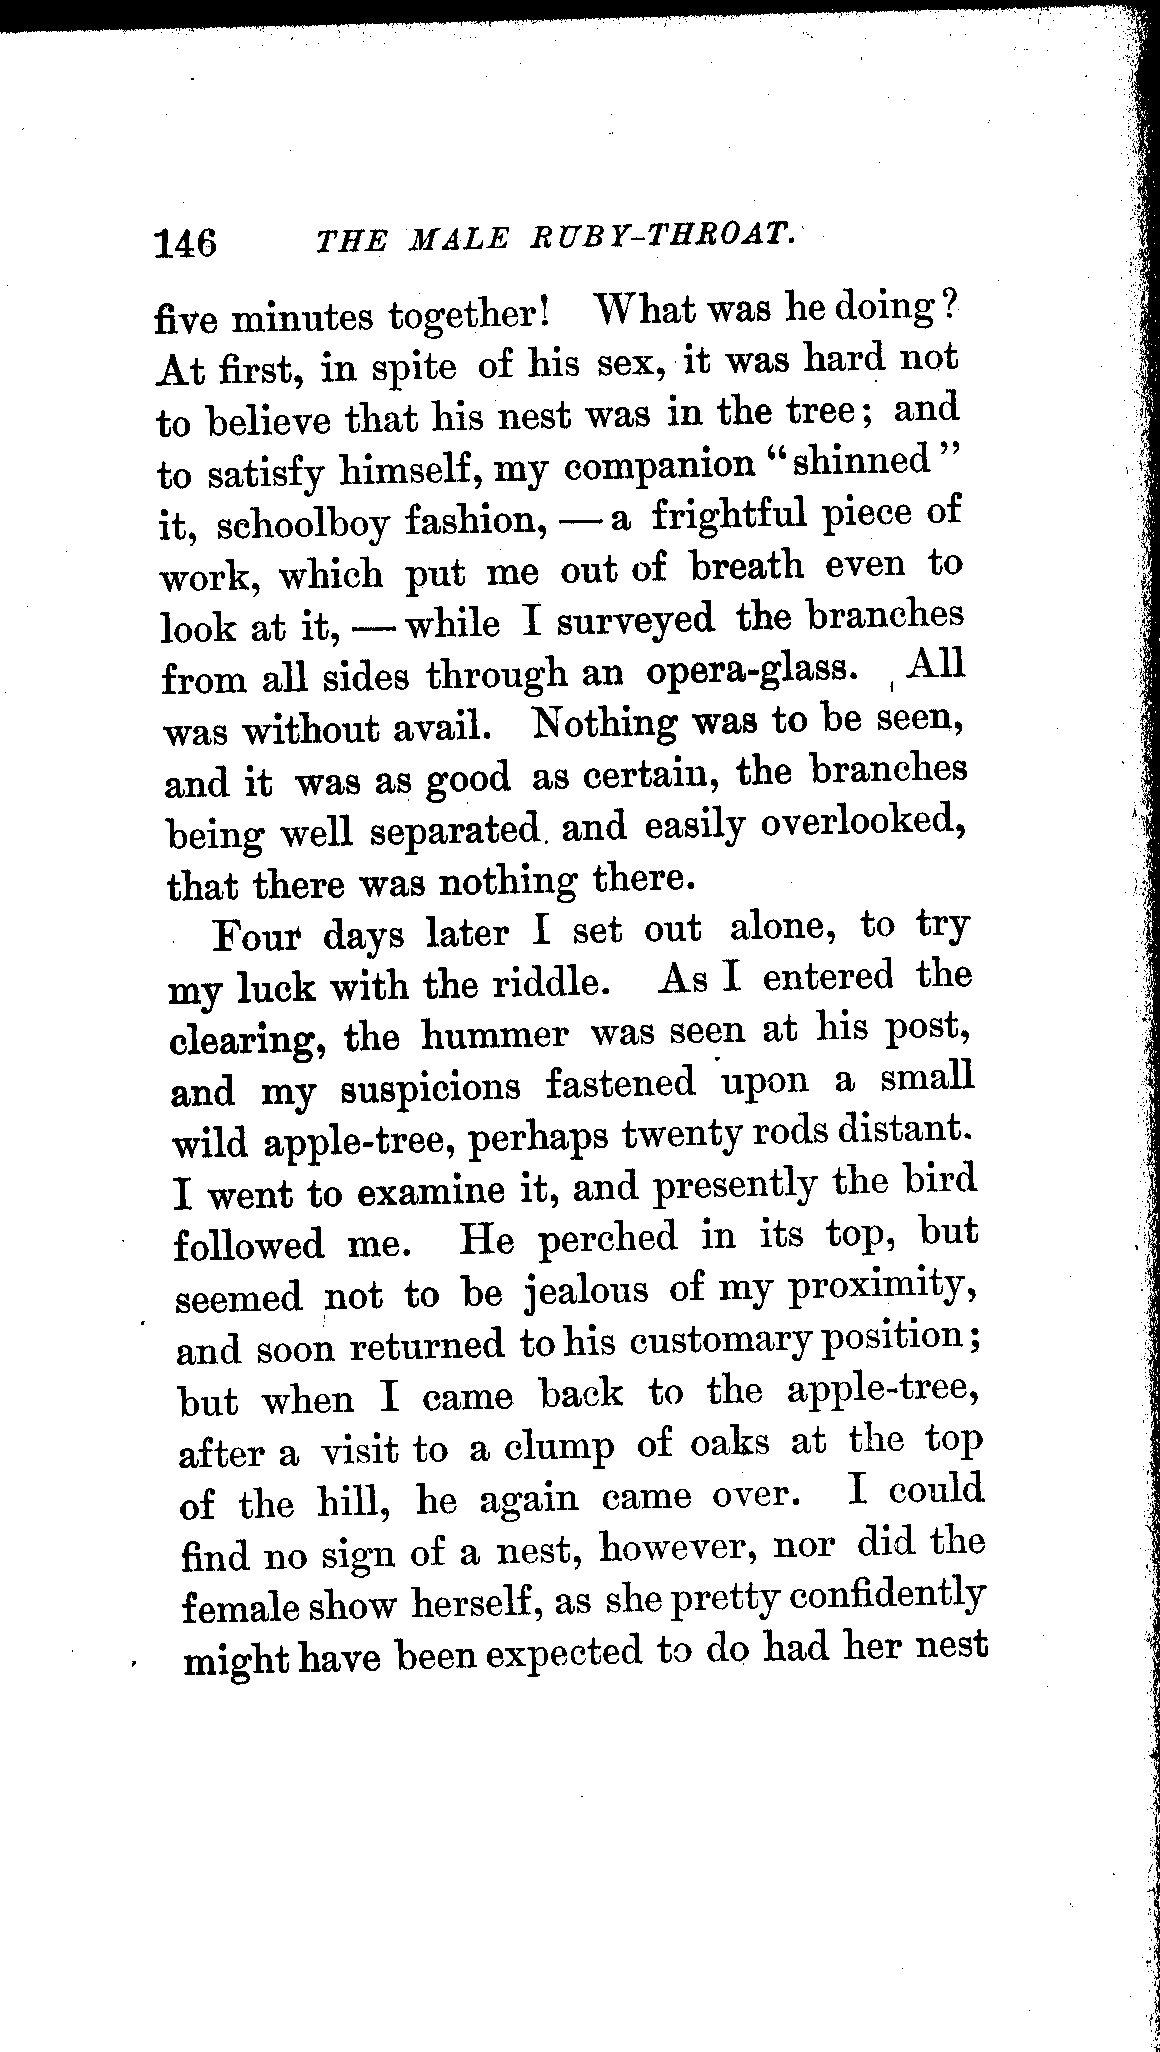 146 THE MALE RUBY-THROAT.
five minutes together! What was he doing?
At first, in spite of his sex, it was hard not
to believe that his nest was in the tree; and
to satisfy himself, my companion "shinned"
it, schoolboy fashion, — a frightful piece of
work, which put me out of breath even to
look at it, — while I surveyed the branches
from all sides through an opera-glass. All
was without avail. Nothing was to be seen,
and it was as good as certain, the branches
being well separated and easily overlooked,
that there was nothing there.
Four days later I set out alone, to try
my luck with the riddle. As I entered the
clearing, the hummer was seen at his post,
and my suspicions fastened upon a small
wild apple-tree, perhaps twenty rods distant.
I went to examine it, and presently the bird
followed me. He perched in its top, but
seemed not to be jealous of my proximity,
and soon returned to his customary position;
but when I came back to the apple-tree,
after a visit to a clump of oaks at the top
of the hill, he again came over. I could
find no sign of a nest, however, nor did the
female show herself, as she pretty confidently
might have been expected to do had her nest